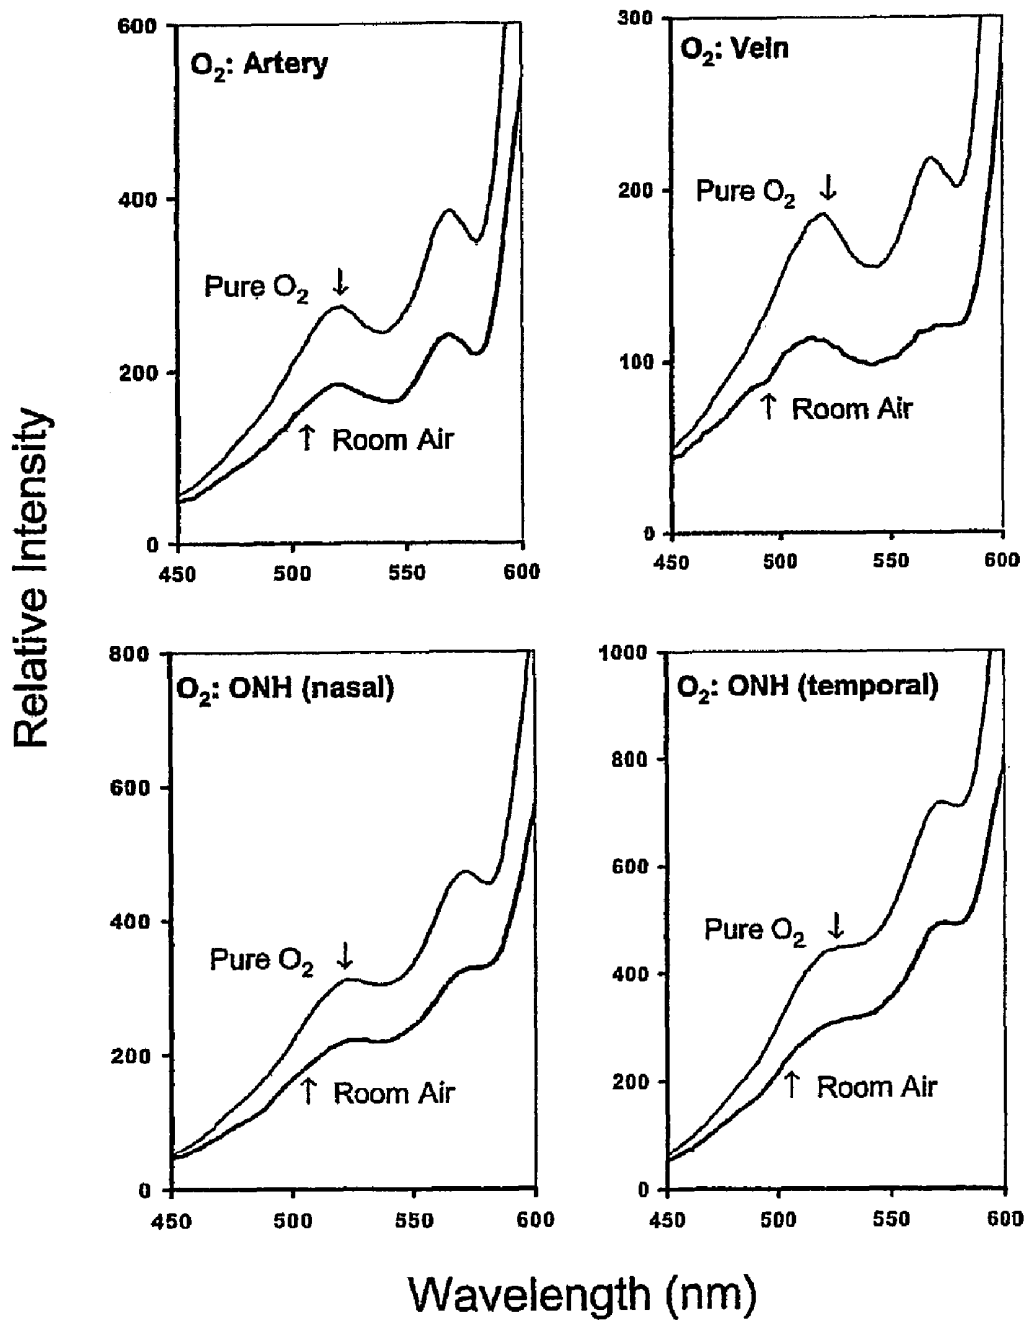 Relative Intensity
O2: Artery
600
400
200
0
Pure O2 ↓
↑ Room Air
450 500 550 600
O2: Vein
300
200
100
0
Pure O2 ↓
↑ Room Air
450 500 550 600
O2: ONH (nasal)
800
600
400
200
0
Pure O2 ↓
↑ Room Air
450 500 550 600
O2: ONH (temporal)
1000
800
600
400
200
0
Pure O2 ↓
↑ Room Air
450 500 550 600
Wavelength (nm)